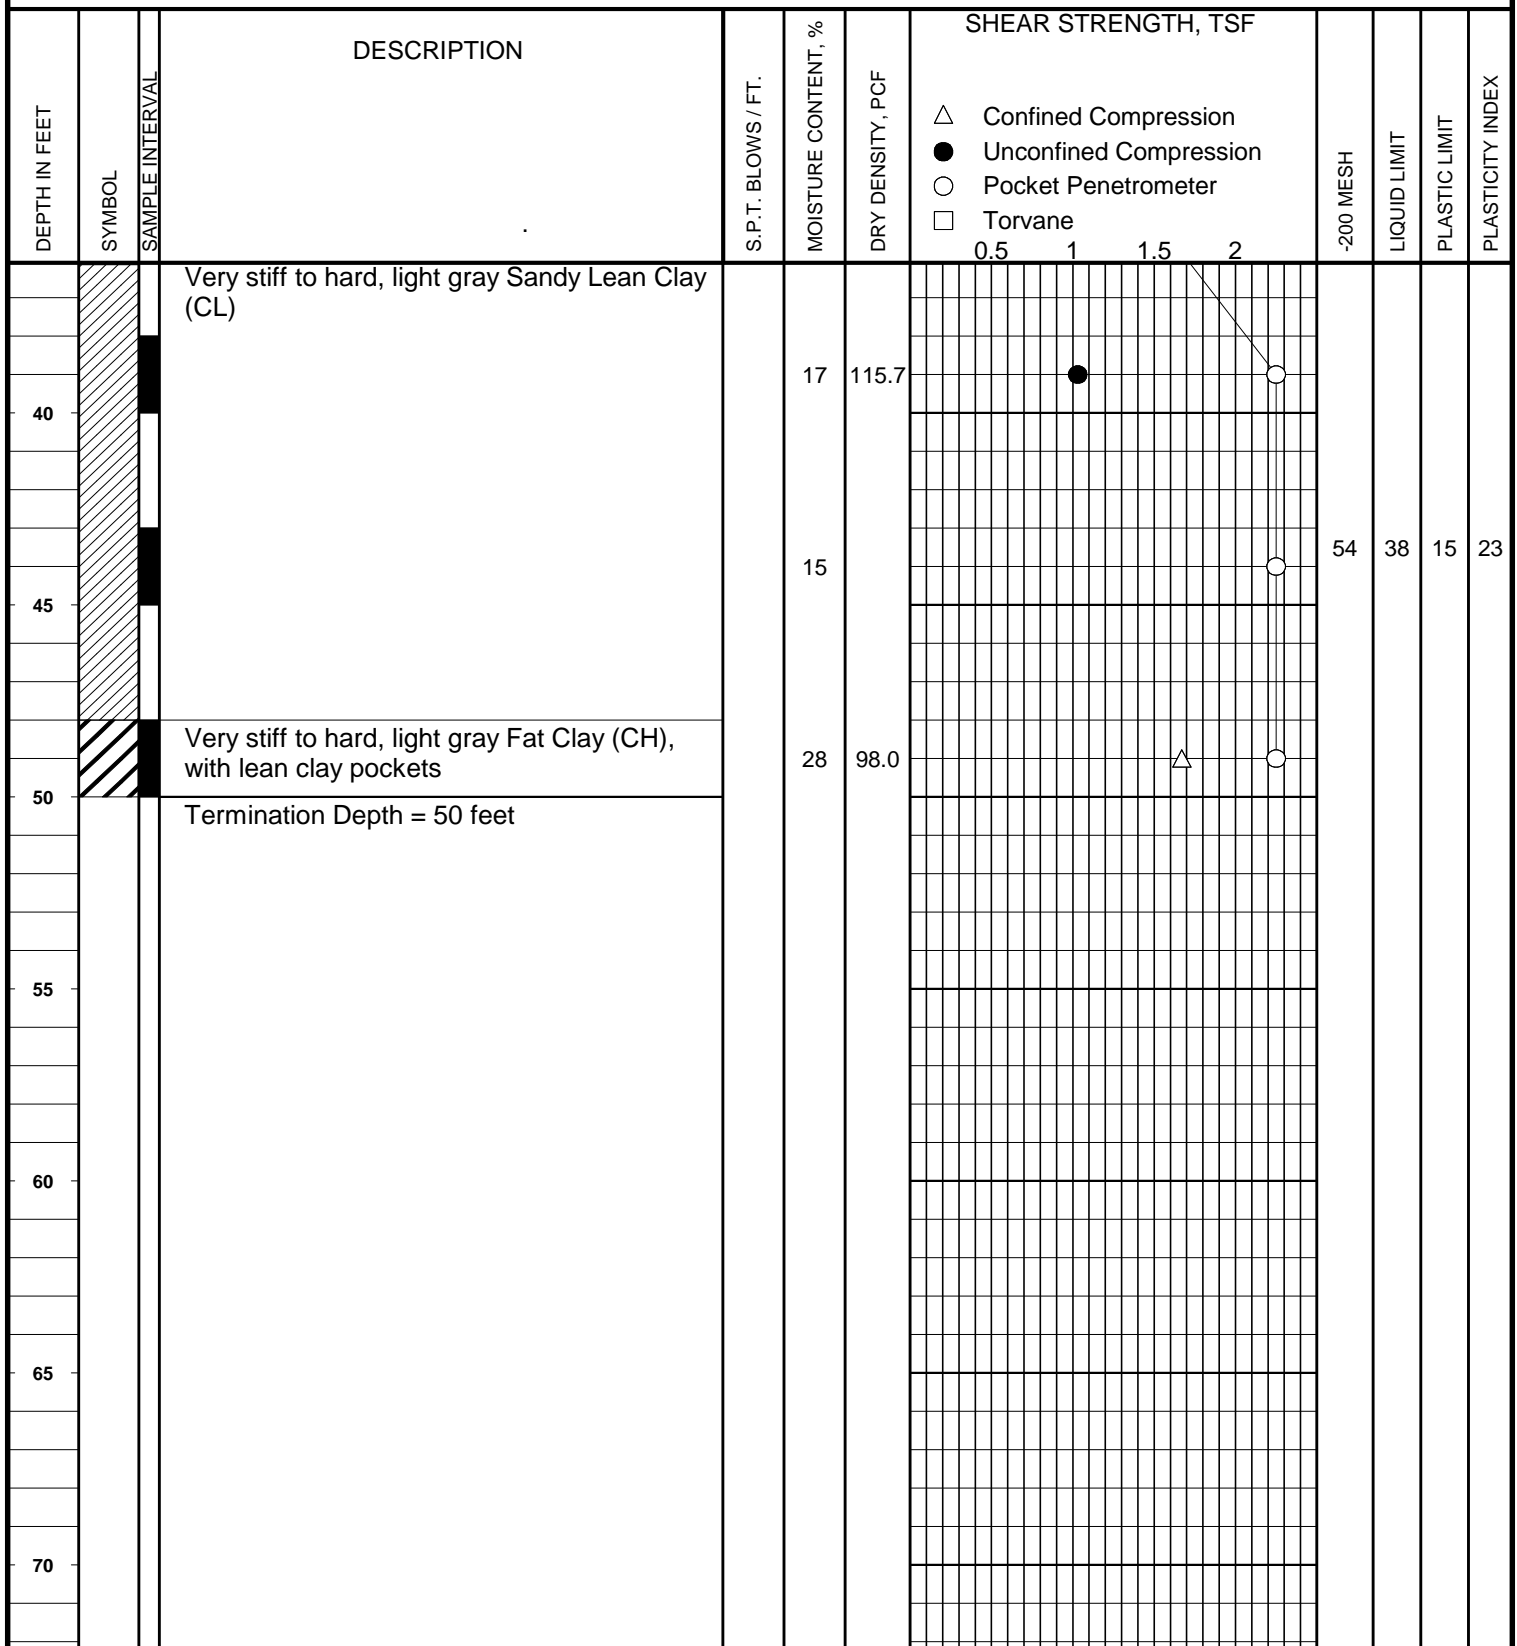 DEPTH IN FEET
SYMBOL
SAMPLE INTERVAL
DESCRIPTION
.
S.P.T. BLOWS / FT.
MOISTURE CONTENT, %
DRY DENSITY, PCF
SHEAR STRENGTH, TSF
△ Confined Compression
● Unconfined Compression
○ Pocket Penetrometer
□ Torvane
0.5 1 1.5 2
-200 MESH
LIQUID LIMIT
PLASTIC LIMIT
PLASTICITY INDEX
Very stiff to hard, light gray Sandy Lean Clay
(CL)
17 115.7
40
54 38 15 23
15
45
Very stiff to hard, light gray Fat Clay (CH),
with lean clay pockets
28 98.0
50
Termination Depth = 50 feet
55
60
65
70